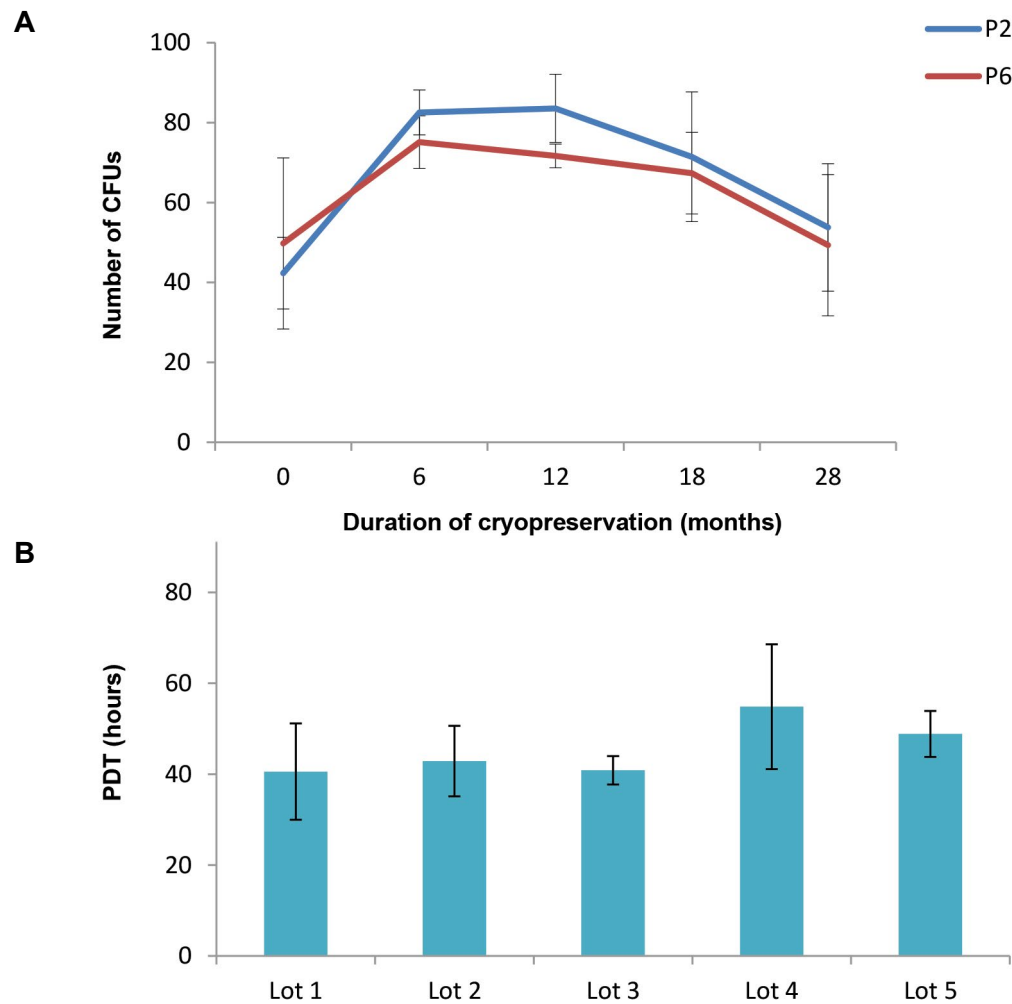 A
P2
P6
Number of CFUs
100
80
60
40
20
0
0 6 12 18 28
Duration of cryopreservation (months)
B
PDT (hours)
80
60
40
20
0
Lot 1 Lot 2 Lot 3 Lot 4 Lot 5